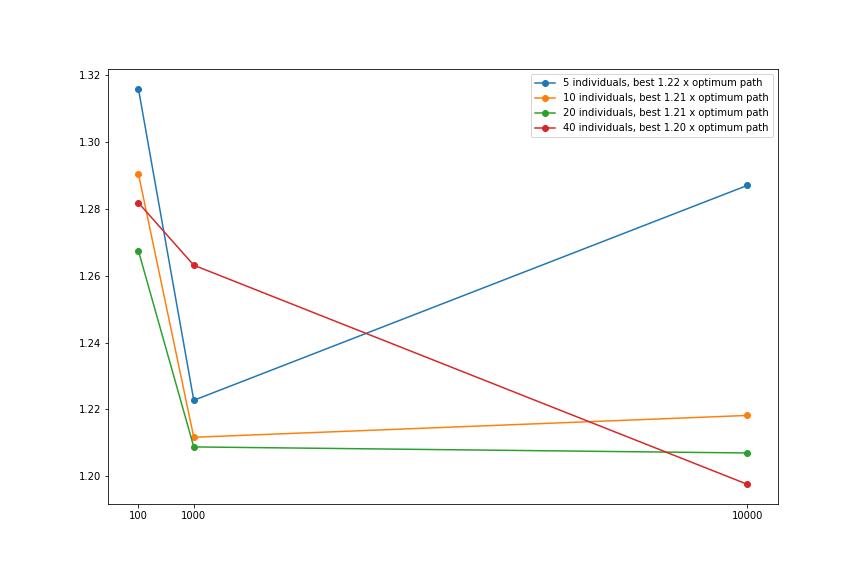 1.32
1.30
1.28
1.26
1.24
1.22
1.20
100
1000
10000
5 individuals, best 1.22 x optimum path
10 individuals, best 1.21 x optimum path
20 individuals, best 1.21 x optimum path
40 individuals, best 1.20 x optimum path